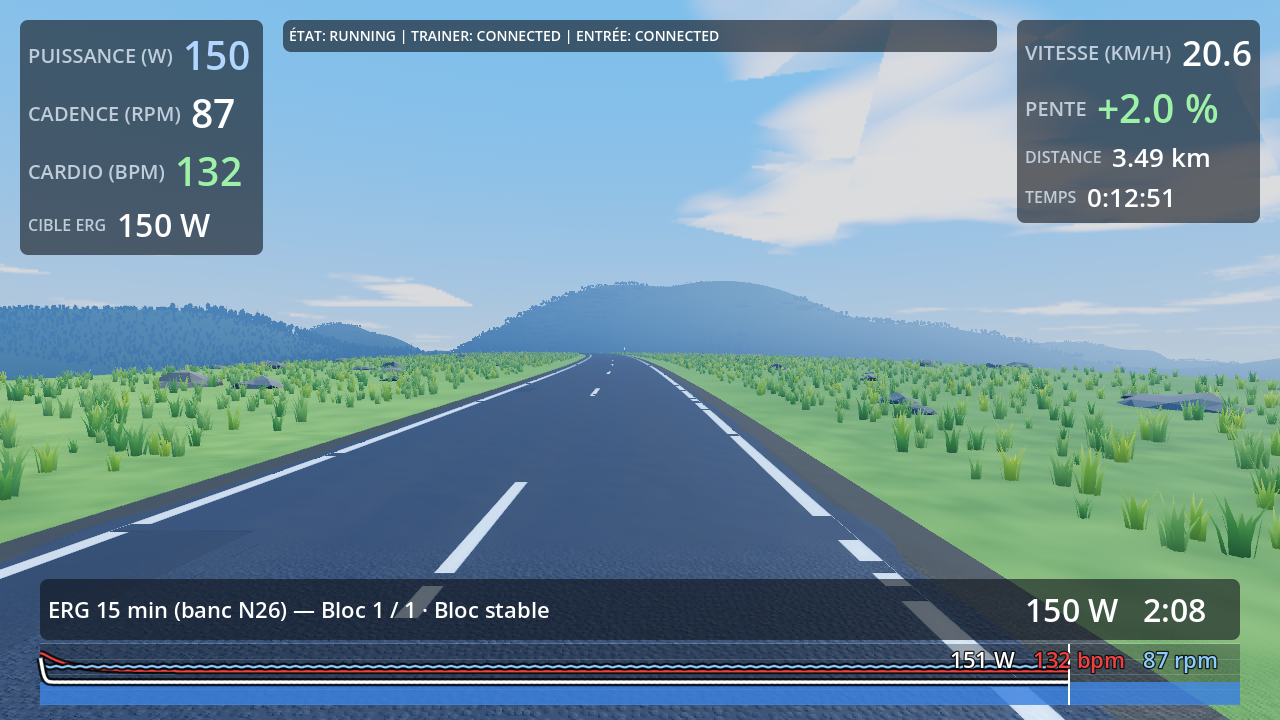 PUISSANCE (W) 150
CADENCE (RPM) 87
CARDIO (BPM) 132
CIBLE ERG 150 W
ÉTAT: RUNNING | TRAINER: CONNECTED | ENTRÉE: CONNECTED
VITESSE (KM/H) 20.6
PENTE +2.0 %
DISTANCE 3.49 km
TEMPS 0:12:51
ERG 15 min (banc N26) — Bloc 1 / 1 · Bloc stable 150 W 2:08
151 W 132 bpm 87 rpm